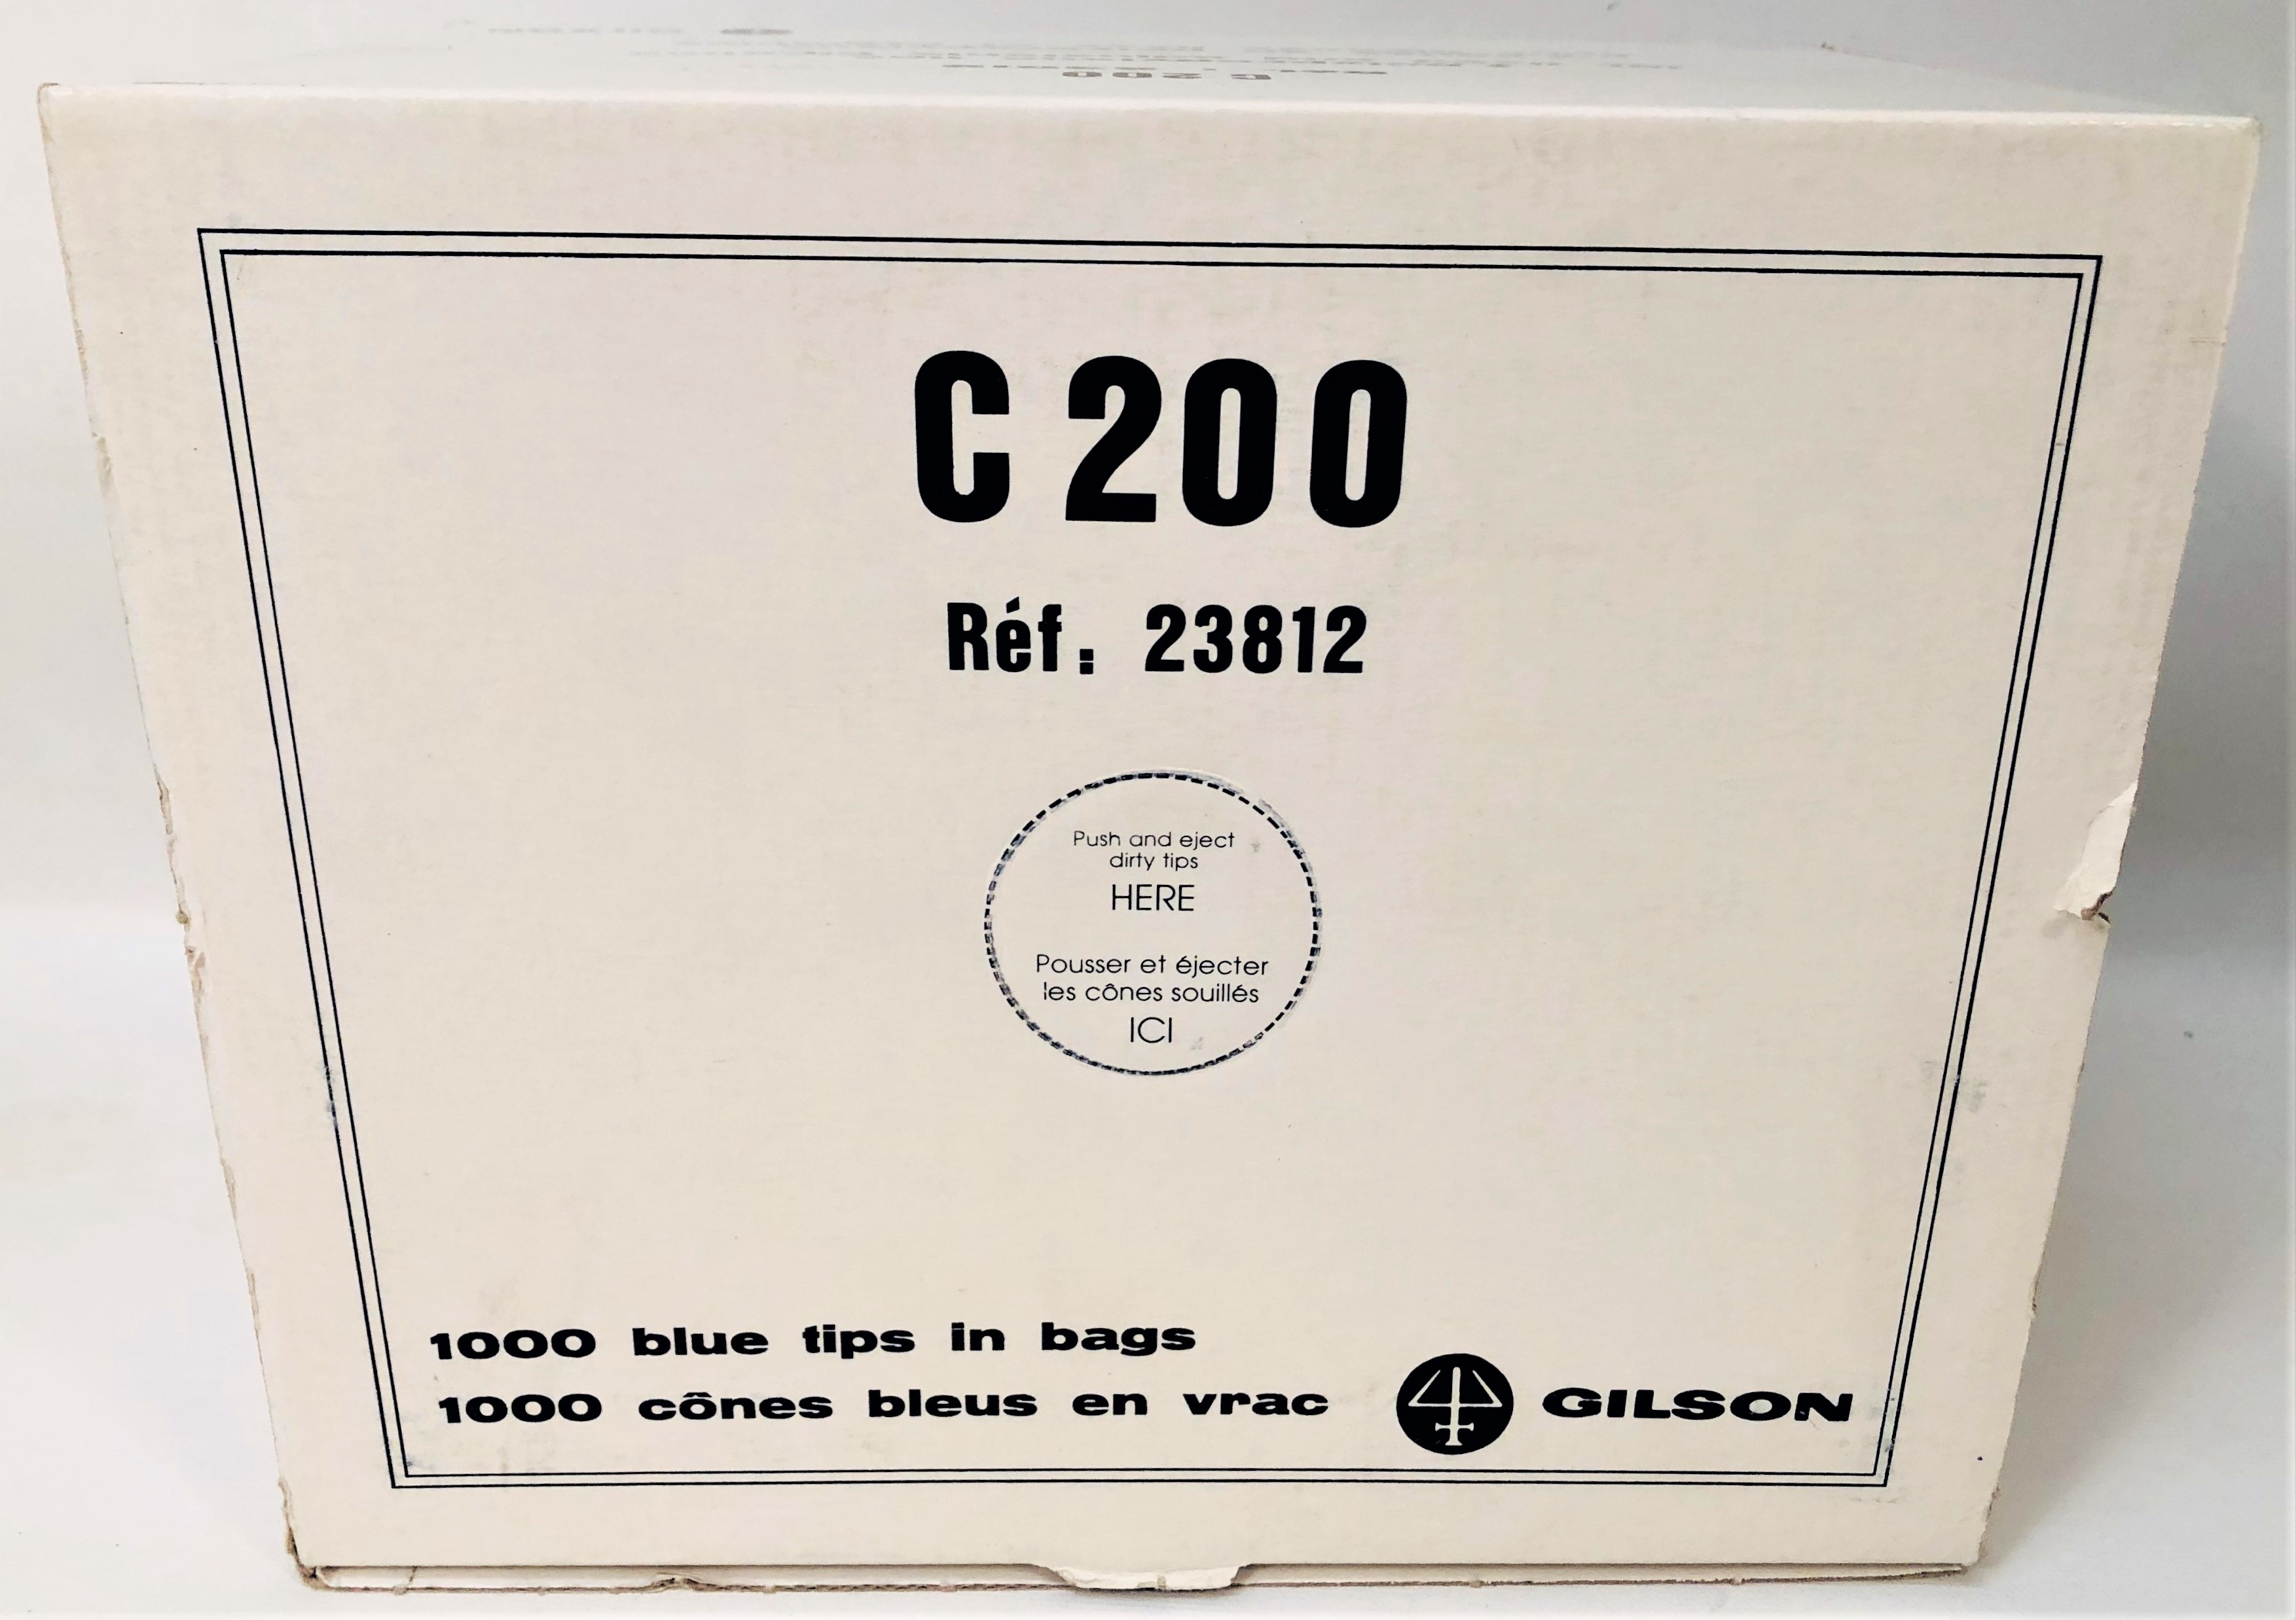 C 200
C 200
Réf : 23812
Push and eject
dirty tips
HERE
Pousser et éjecter
les cônes souillés
ICI
1000 blue tips in bags
1000 cônes bleus en vrac
GILSON